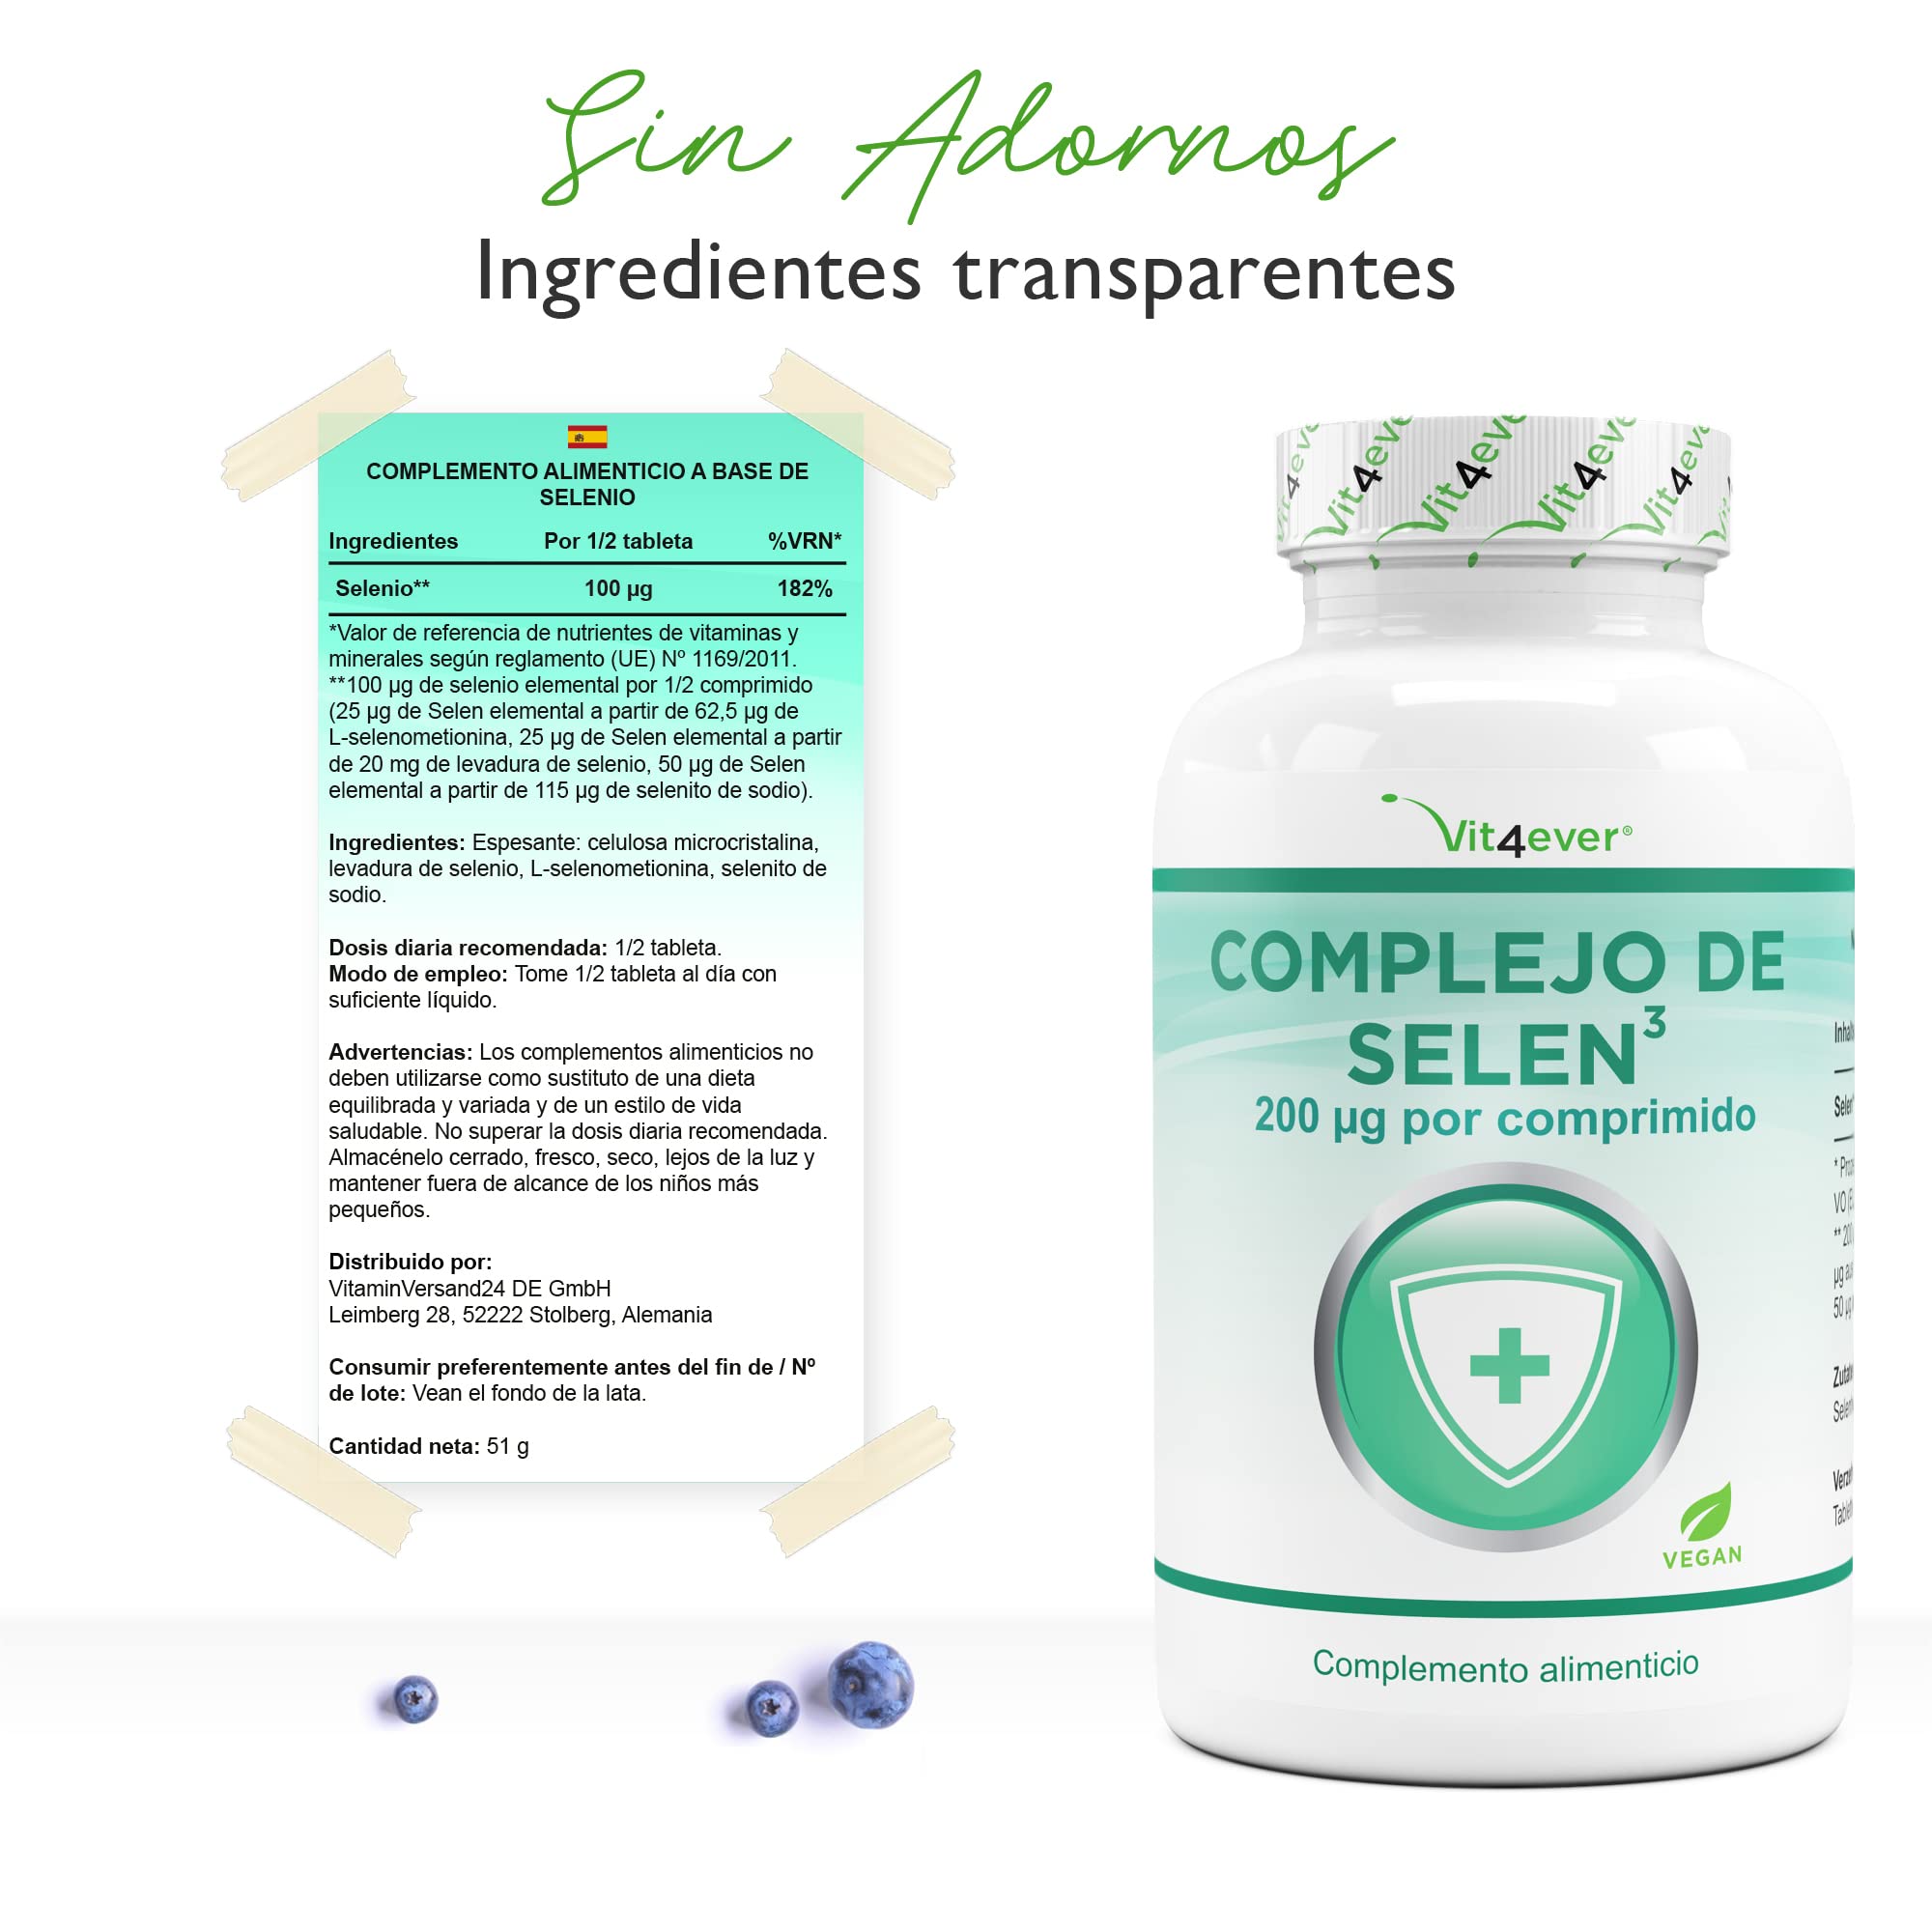 Sin Adornos
Ingredientes transparentes
COMPLEMENTO ALIMENTICIO A BASE DE
SELENIO
Ingredientes Por 1/2 tableta %VRN*
Selenio** 100 µg 182%
*Valor de referencia de nutrientes de vitaminas y
minerales según reglamento (UE) Nº 1169/2011.
**100 µg de selenio elemental por 1/2 comprimido
(25 µg de Selen elemental a partir de 62,5 µg de
L-selenometionina, 25 µg de Selen elemental a partir
de 20 mg de levadura de selenio, 50 µg de Selen
elemental a partir de 115 µg de selenito de sodio).
Ingredientes: Espesante: celulosa microcristalina,
levadura de selenio, L-selenometionina, selenito de
sodio.
Dosis diaria recomendada: 1/2 tableta.
Modo de empleo: Tome 1/2 tableta al día con
suficiente líquido.
Advertencias: Los complementos alimenticios no
deben utilizarse como sustituto de una dieta
equilibrada y variada y de un estilo de vida
saludable. No superar la dosis diaria recomendada.
Almacénelo cerrado, fresco, seco, lejos de la luz y
mantener fuera de alcance de los niños más
pequeños.
Distribuido por:
VitaminVersand24 DE GmbH
Leimberg 28, 52222 Stolberg, Alemania
Consumir preferentemente antes del fin de / Nº
de lote: Vean el fondo de la lata.
Cantidad neta: 51 g
Vit4ever Vit4ever Vit4ever Vit4ever
Vit4ever®
COMPLEJO DE
SELEN³
200 µg por comprimido
VEGAN
Complemento alimenticio